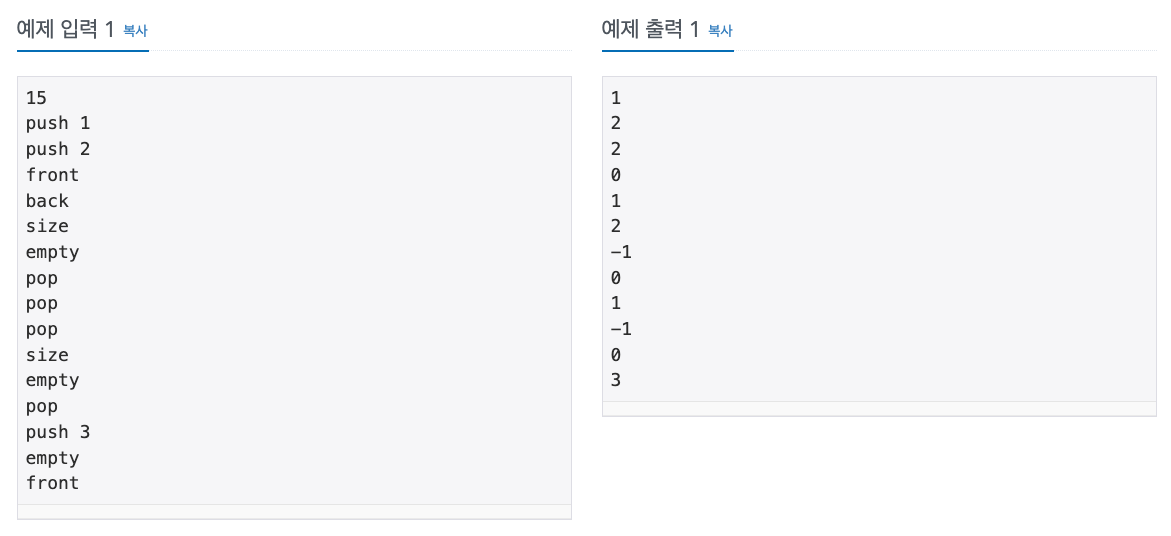 예제 입력 1 복사
15
push 1
push 2
front
back
size
empty
pop
pop
pop
size
empty
pop
push 3
empty
front
예제 출력 1 복사
1
2
2
0
1
2
-1
0
1
-1
0
3